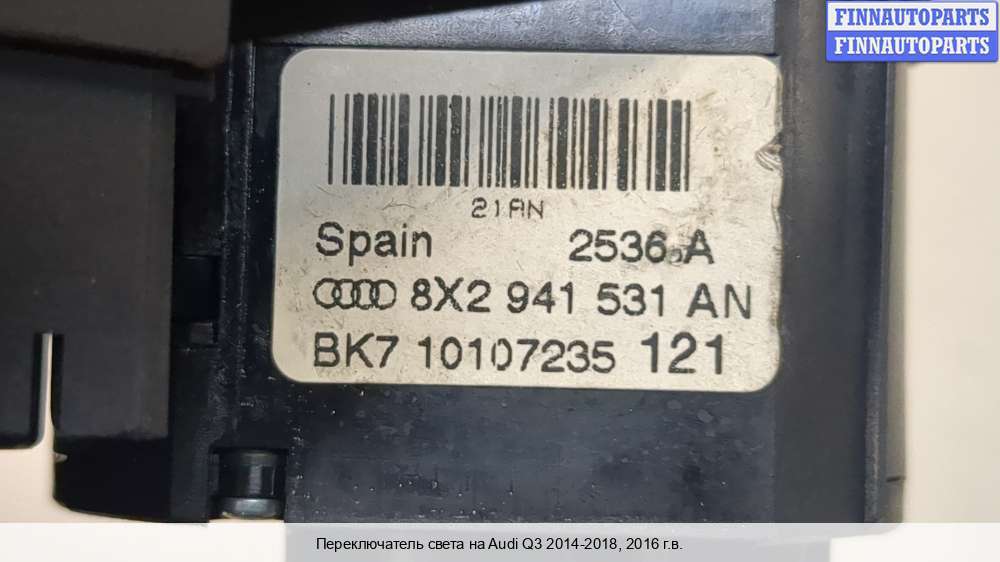 FINNAUTOPARTS
FINNAUTOPARTS
21AN
Spain 2536 A
8X2 941 531 AN
BK7 10107235 121
Переключатель света на Audi Q3 2014-2018, 2016 г.в.